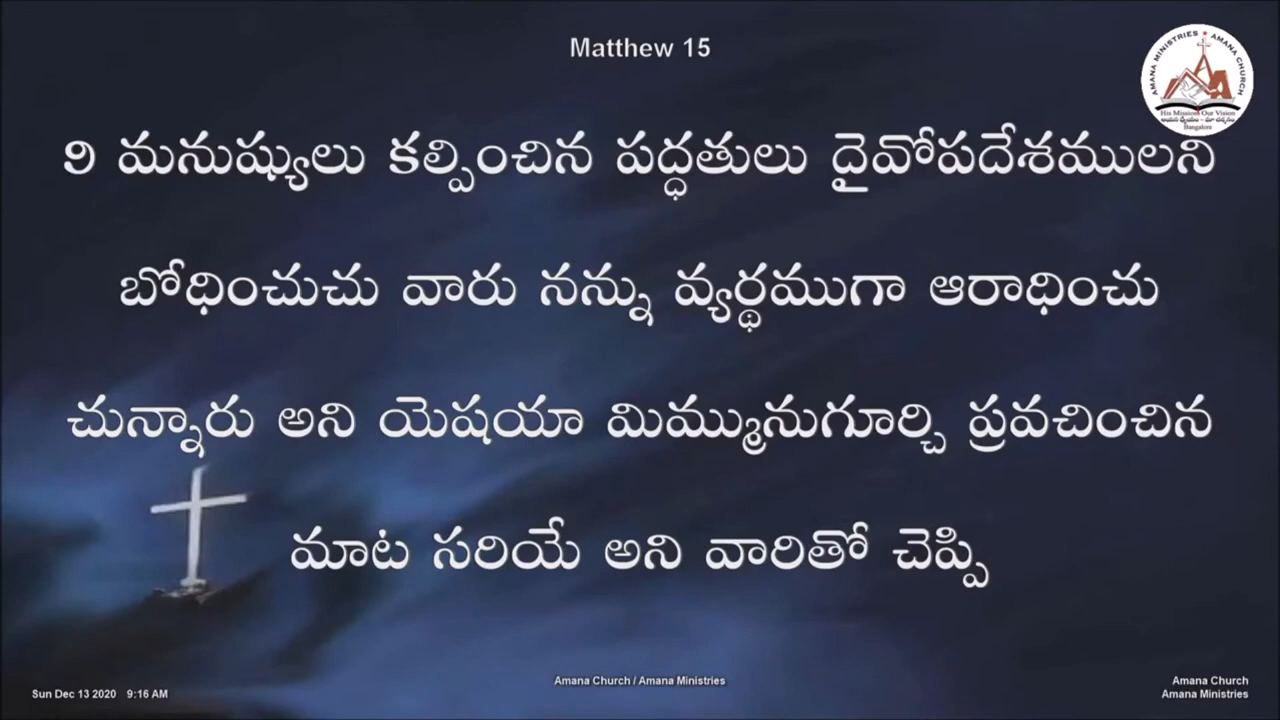 Matthew 15
AMANA MINISTRIES • AMANA CHURCH
His Mission Our Vision
Bangalore
9 మనుష్యులు కల్పించిన పద్ధతులు దైవోపదేశములని
బోధించుచు వారు నన్ను వ్యర్థముగా ఆరాధించు
చున్నారు అని యెషయా మిమ్మునుగూర్చి ప్రవచించిన
మాట సరియే అని వారితో చెప్పి
Sun Dec 13 2020 9:16 AM
Amana Church / Amana Ministries
Amana Church
Amana Ministries